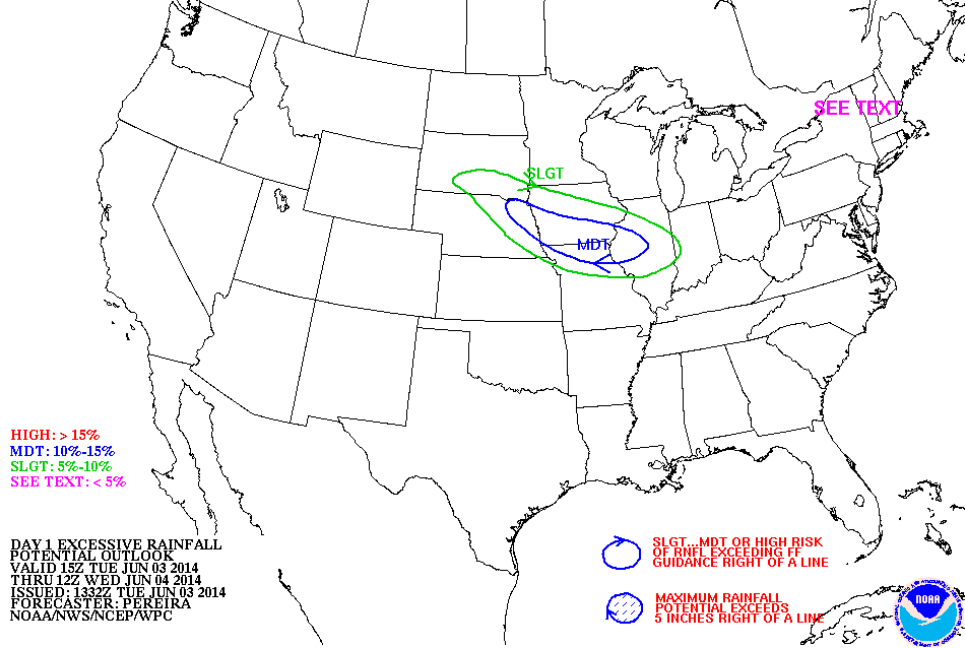 SEE TEXT
SLGT
MDT
HIGH: > 15%
MDT: 10%-15%
SLGT: 5%-10%
SEE TEXT: < 5%
DAY 1 EXCESSIVE RAINFALL
POTENTIAL OUTLOOK
VALID 15Z TUE JUN 03 2014
THRU 12Z WED JUN 04 2014
ISSUED: 1332Z TUE JUN 03 2014
FORECASTER: PEREIRA
NOAA/NWS/NCEP/WPC
SLGT...MDT OR HIGH RISK
OF RNFL EXCEEDING FF
GUIDANCE RIGHT OF A LINE
MAXIMUM RAINFALL
POTENTIAL EXCEEDS
5 INCHES RIGHT OF A LINE
NOAA